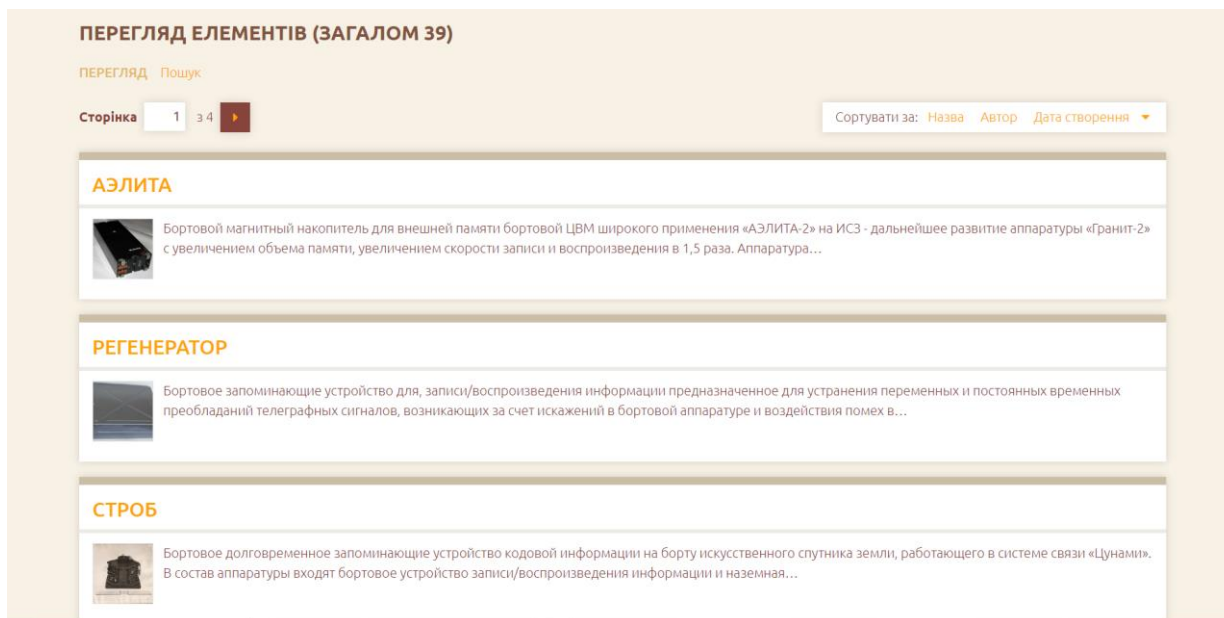 ПЕРЕГЛЯД ЕЛЕМЕНТІВ (ЗАГАЛОМ 39)
ПЕРЕГЛЯД Пошук
Сторінка 1 з 4
Сортувати за: Назва Автор Дата створення
АЭЛИТА
Бортовой магнитный накопитель для внешней памяти бортовой ЦВМ широкого применения «АЭЛИТА-2» на ИСЗ - дальнейшее развитие аппаратуры «Гранит-2»
с увеличением объема памяти, увеличением скорости записи и воспроизведения в 1,5 раза. Аппаратура…
РЕГЕНЕРАТОР
Бортовое запоминающие устройство для, записи/воспроизведения информации предназначенное для устранения переменных и постоянных временных
преобладаний телеграфных сигналов, возникающих за счет искажений в бортовой аппаратуре и воздействия помех в…
СТРОБ
Бортовое долговременное запоминающие устройство кодовой информации на борту искусственного спутника земли, работающего в системе связи «Цунами».
В состав аппаратуры входят бортовое устройство записи/воспроизведения информации и наземная…